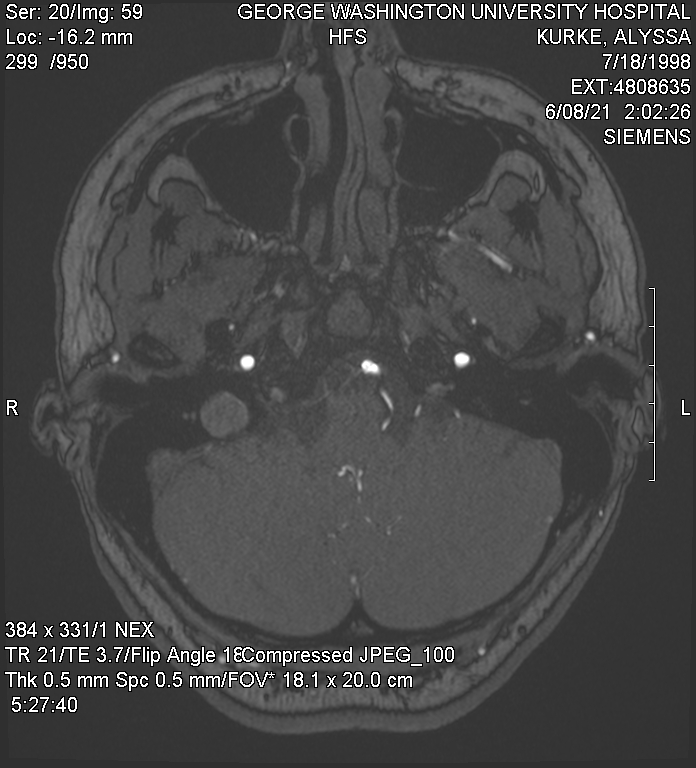 Ser: 20/Img: 59
Loc: -16.2 mm
299 /950
GEORGE WASHINGTON UNIVERSITY HOSPITAL
HFS
KURKE, ALYSSA
7/18/1998
EXT:4808635
6/08/21 2:02:26
SIEMENS
R
L
384 x 331/1 NEX
TR 21/TE 3.7/Flip Angle 18Compressed JPEG_100
Thk 0.5 mm Spc 0.5 mm/FOV* 18.1 x 20.0 cm
5:27:40